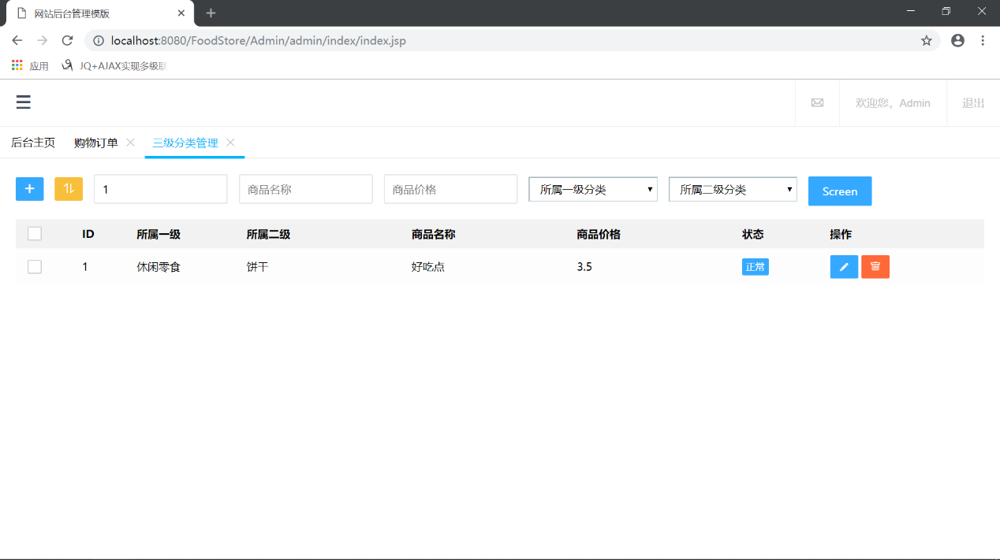 网站后台管理模版
localhost:8080/FoodStore/Admin/admin/index/index.jsp
应用 JQ+AJAX实现多级联
欢迎您，Admin 退出
后台主页 购物订单 三级分类管理
1 商品名称 商品价格 所属一级分类 所属二级分类 Screen
ID 所属一级 所属二级 商品名称 商品价格 状态 操作
1 休闲零食 饼干 好吃点 3.5 正常